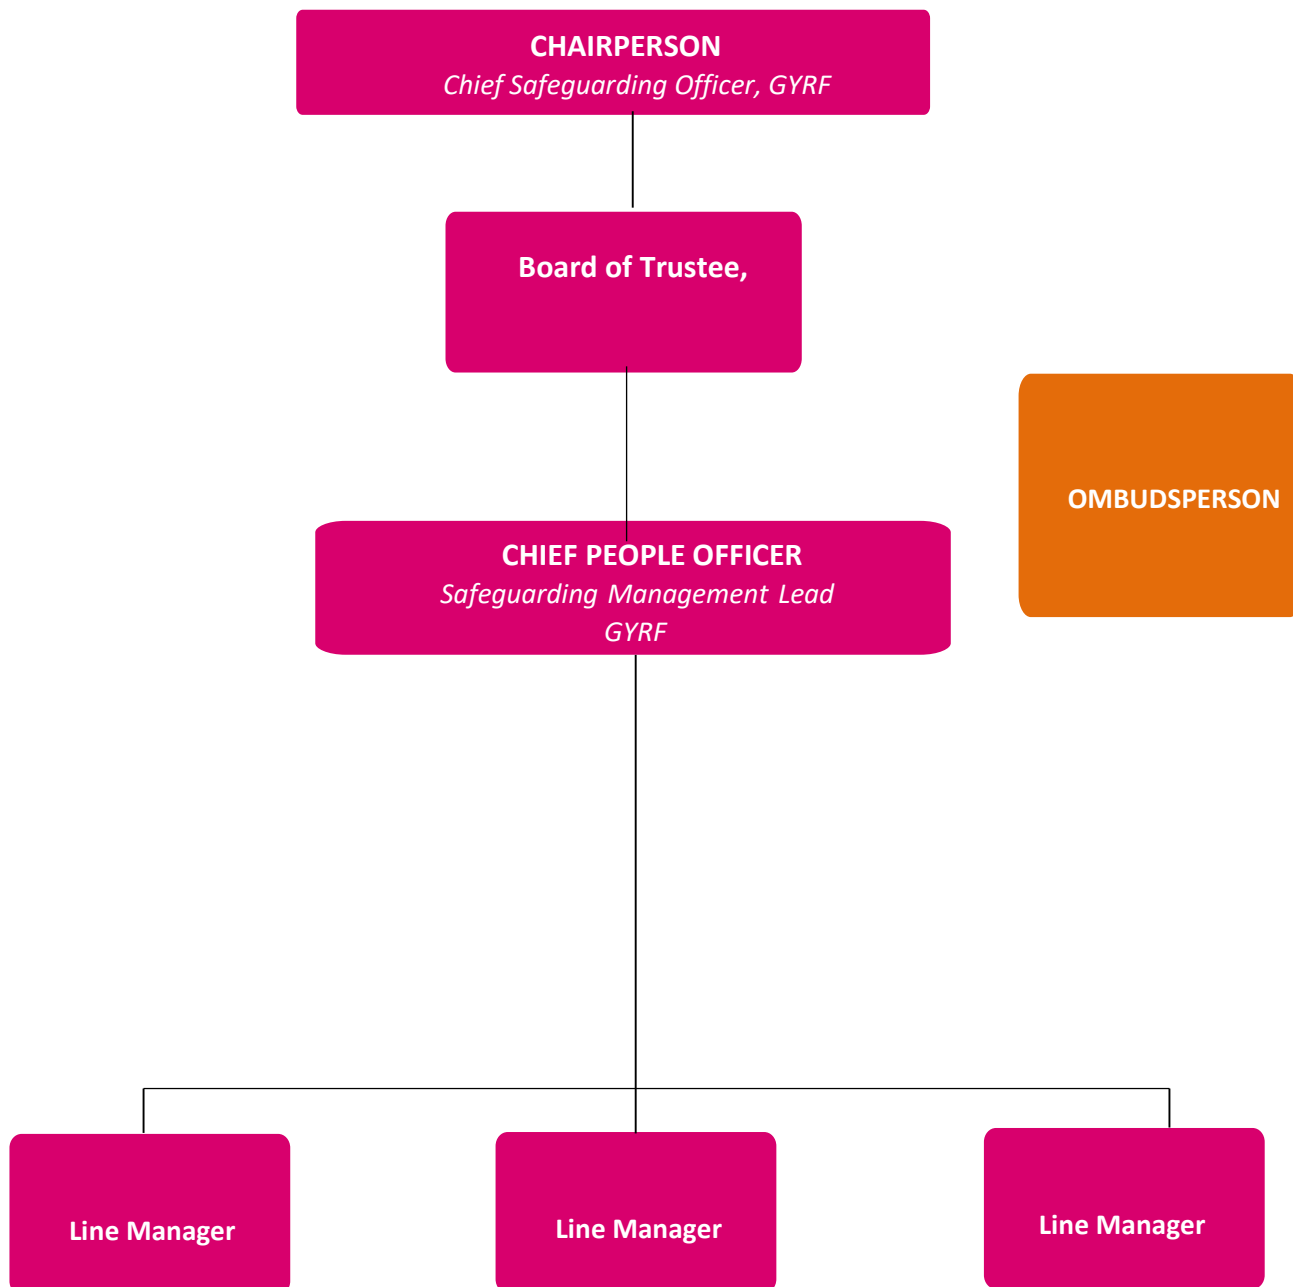 CHAIRPERSON
Chief Safeguarding Officer, GYRF
Board of Trustee,
OMBUDSPERSON
CHIEF PEOPLE OFFICER
Safeguarding Management Lead
GYRF
Line Manager
Line Manager
Line Manager